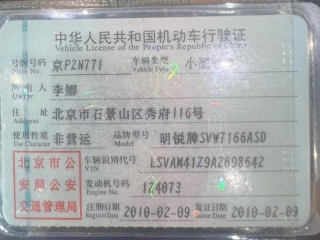 中华人民共和国机动车行驶证
Vehicle License of the People's Republic of China
号牌号码 京PZN771 车辆类型 小型
Plate No. Vehicle Type
所有人 李娜
Owner
住址 北京市石景山区秀府116号
Address
使用性质 非营运 品牌型号 明锐牌SVW7166ASD
Use Character Model
北京市公
安局公安
交通管理局
车辆识别代号 LSVAM41Z9A2698642
VIN
发动机号码 124073
Engine No.
注册日期 2010-02-09 发证日期 2010-02-09
Register Date Issue Date